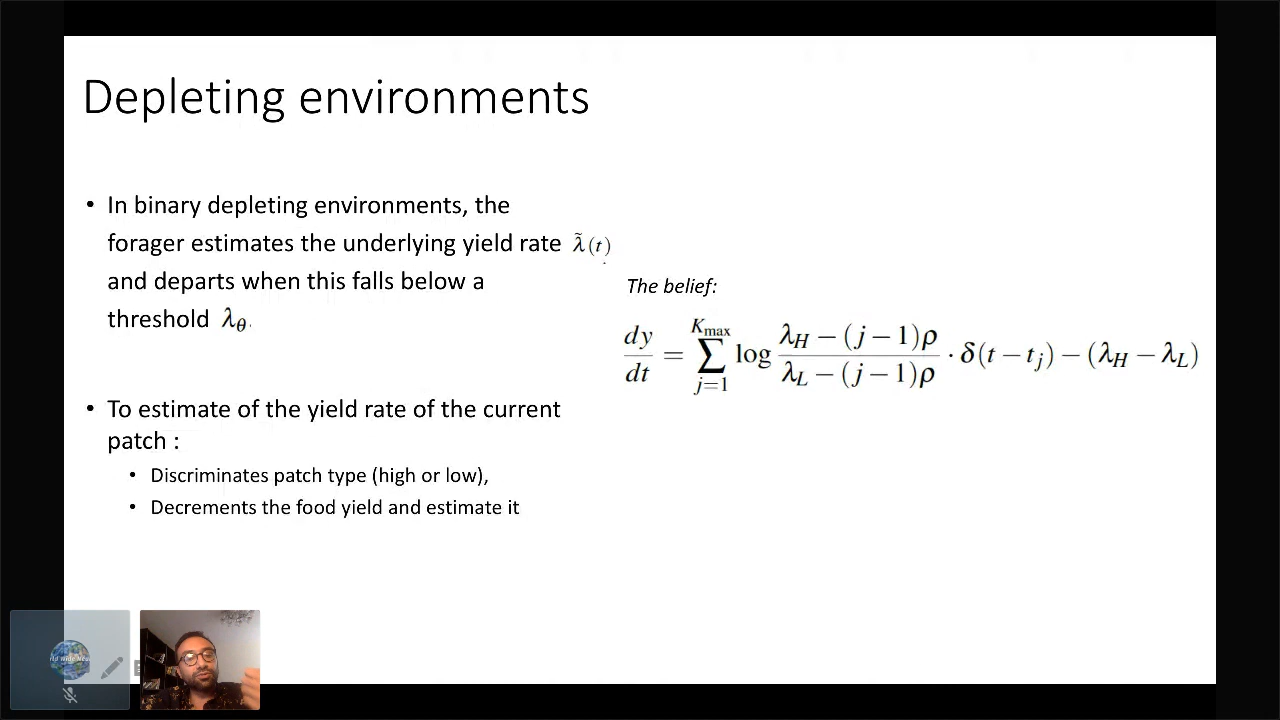 Depleting environments
• In binary depleting environments, the
forager estimates the underlying yield rate λ̃(t)
and departs when this falls below a
threshold λ_θ.
The belief:
dy/dt = ∑_{j=1}^{K_max} log (λ_H − (j−1)ρ)/(λ_L − (j−1)ρ) · δ(t − t_j) − (λ_H − λ_L)
• To estimate of the yield rate of the current
patch :
• Discriminates patch type (high or low),
• Decrements the food yield and estimate it